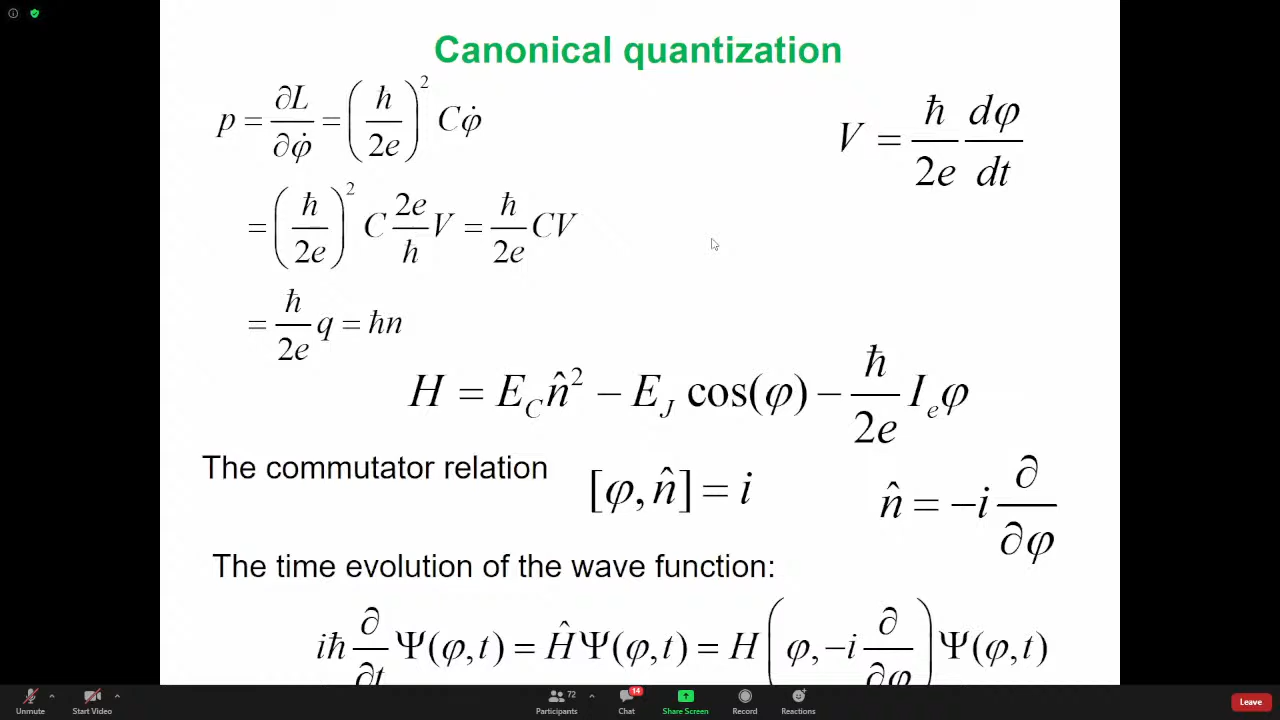 Canonical quantization
p = ∂L/∂φ̇ = (ħ/2e)² Cφ̇
V = ħ/2e dφ/dt
= (ħ/2e)² C 2e/ħ V = ħ/2e CV
= ħ/2e q = ħn
H = E_C n̂² − E_J cos(φ) − ħ/2e I_e φ
The commutator relation [φ, n̂] = i n̂ = −i ∂/∂φ
The time evolution of the wave function:
iħ ∂/∂t Ψ(φ,t) = ĤΨ(φ,t) = H(φ, −i ∂/∂φ) Ψ(φ,t)
Unmute
Start Video
Participants 72
Chat 14
Share Screen
Record
Reactions
Leave